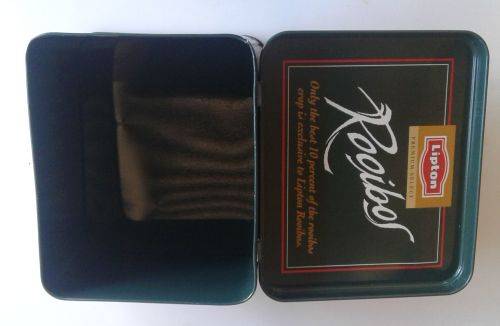 Lipton
PREMIUM SELECT
Rooibos
Only the best 10 percent of the rooibos
crop is exclusive to Lipton Rooibos.